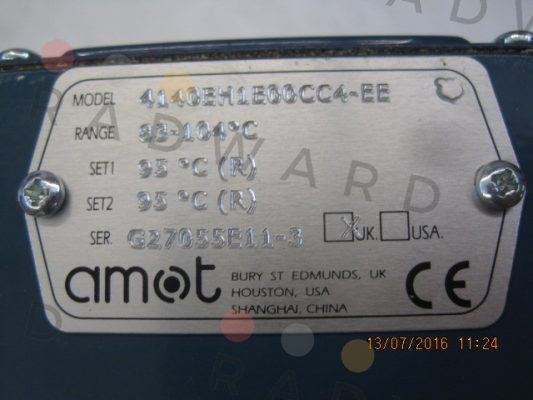 MODEL 4140EH1E00CC4-EE
RANGE 82-104°C
SET1 95 °C (R)
SET2 95 °C (R)
SER. G27055E11-3 X UK. USA.
amot BURY ST EDMUNDS, UK
HOUSTON, USA
SHANGHAI, CHINA
CE
13/07/2016 11:24
RADWARD